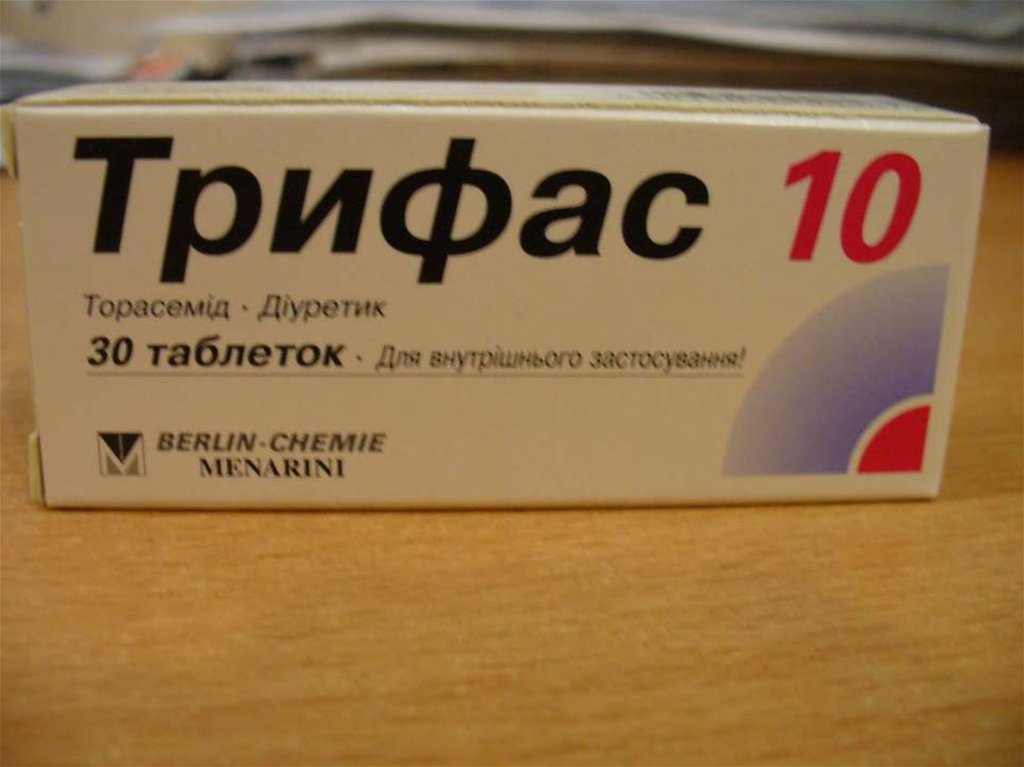 Трифас 10
Торасемід · Діуретик
30 таблеток · Для внутрішнього застосування!
BERLIN-CHEMIE
MENARINI